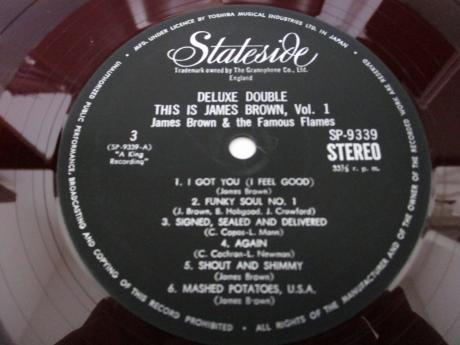 MFD. UNDER LICENCE BY TOSHIBA MUSICAL INDUSTRIES LTD. IN JAPAN • ALL RIGHTS OF THE MANUFACTURER AND OF THE OWNER OF THE RECORDED WORK ARE RESERVED
UNAUTHORIZED PUBLIC PERFORMANCE, BROADCASTING AND COPYING OF THIS RECORD PROHIBITED •
Stateside
Trademark owned by The Gramophone Co., Ltd.
England
DELUXE DOUBLE
THIS IS JAMES BROWN, Vol. 1
James Brown & the Famous Flames
3
(SP-9339-A)
"A King
Recording"
SP-9339
STEREO
33⅓ r. p. m.
1. I GOT YOU (I FEEL GOOD)
(James Brown)
2. FUNKY SOUL NO. 1
(J. Brown, B. Hobgood, J. Crawford)
3. SIGNED, SEALED AND DELIVERED
(C. Copas-L. Mann)
4. AGAIN
(C. Cochran-L. Newman)
5. SHOUT AND SHIMMY
(James Brown)
6. MASHED POTATOES, U.S.A.
(James Brown)